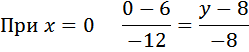 При x = 0 (0 − 6)/(−12) = (y − 8)/(−8)